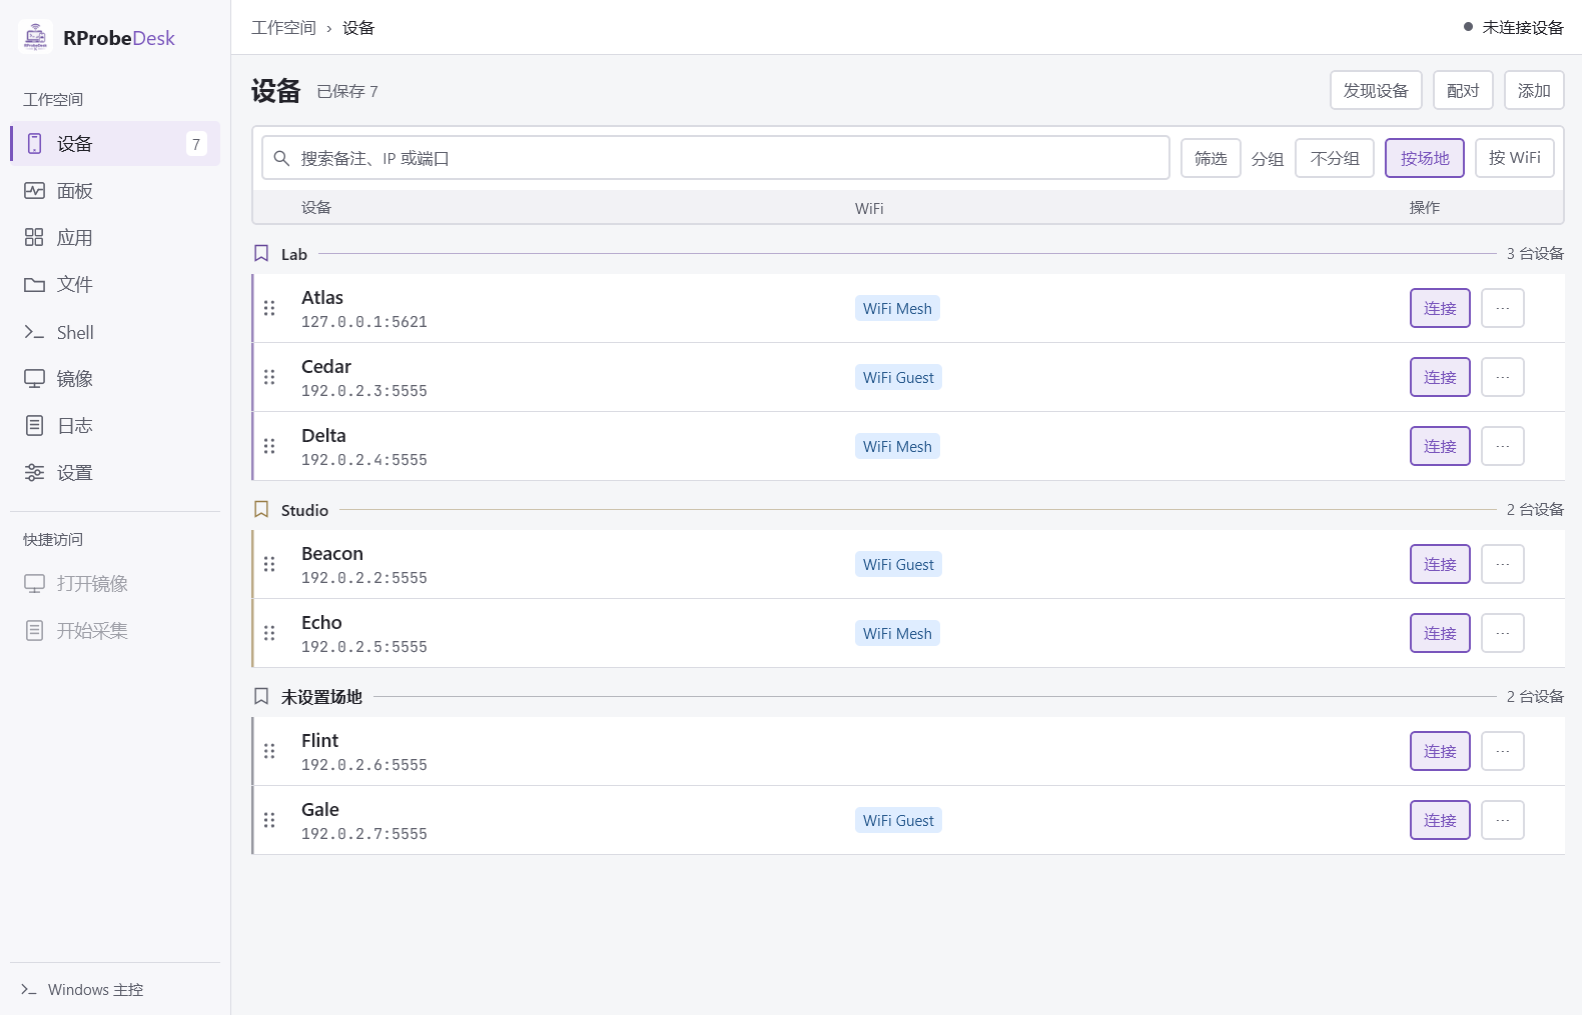 RProbeDesk
工作空间
设备 7
面板
应用
文件
Shell
镜像
日志
设置
快捷访问
打开镜像
开始采集
Windows 主控
工作空间 › 设备
未连接设备
设备 已保存 7
发现设备 配对 添加
搜索备注、IP 或端口 筛选 分组 不分组 按场地 按 WiFi
设备 WiFi 操作
Lab 3 台设备
Atlas
127.0.0.1:5621
WiFi Mesh 连接 ...
Cedar
192.0.2.3:5555
WiFi Guest 连接 ...
Delta
192.0.2.4:5555
WiFi Mesh 连接 ...
Studio 2 台设备
Beacon
192.0.2.2:5555
WiFi Guest 连接 ...
Echo
192.0.2.5:5555
WiFi Mesh 连接 ...
未设置场地 2 台设备
Flint
192.0.2.6:5555
连接 ...
Gale
192.0.2.7:5555
WiFi Guest 连接 ...